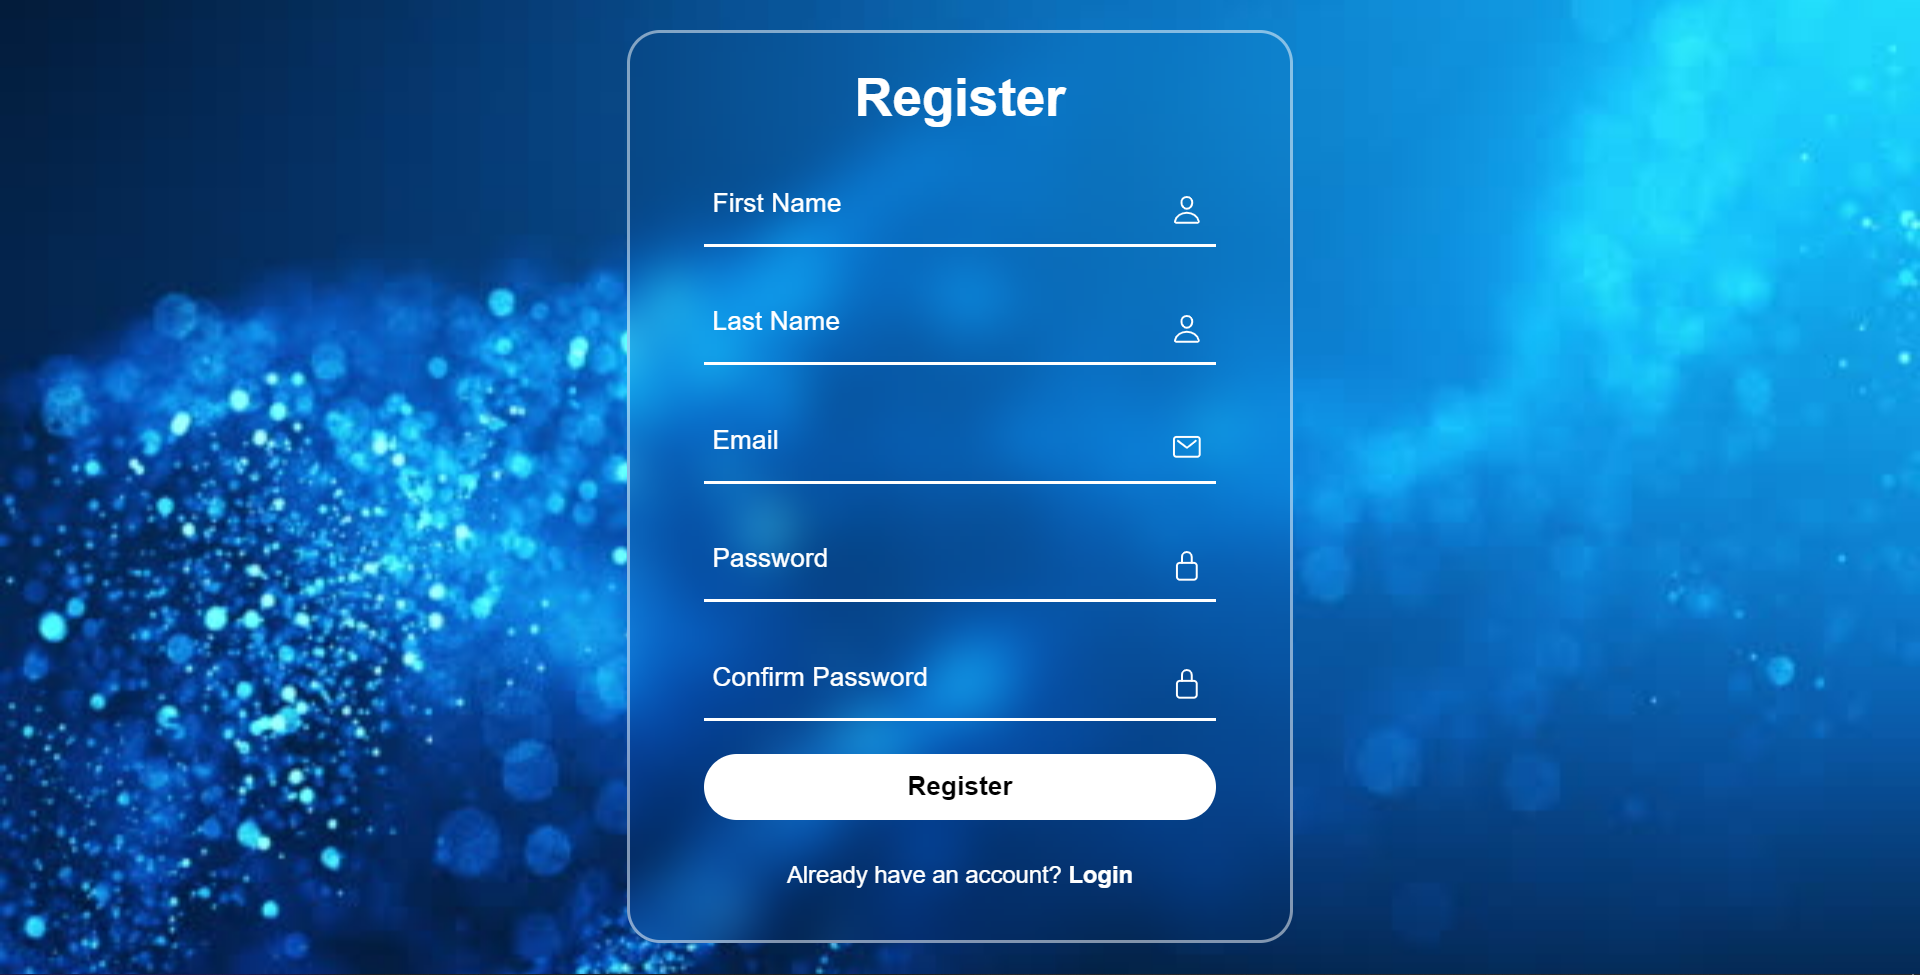 Register
First Name
Last Name
Email
Password
Confirm Password
Register
Already have an account? Login